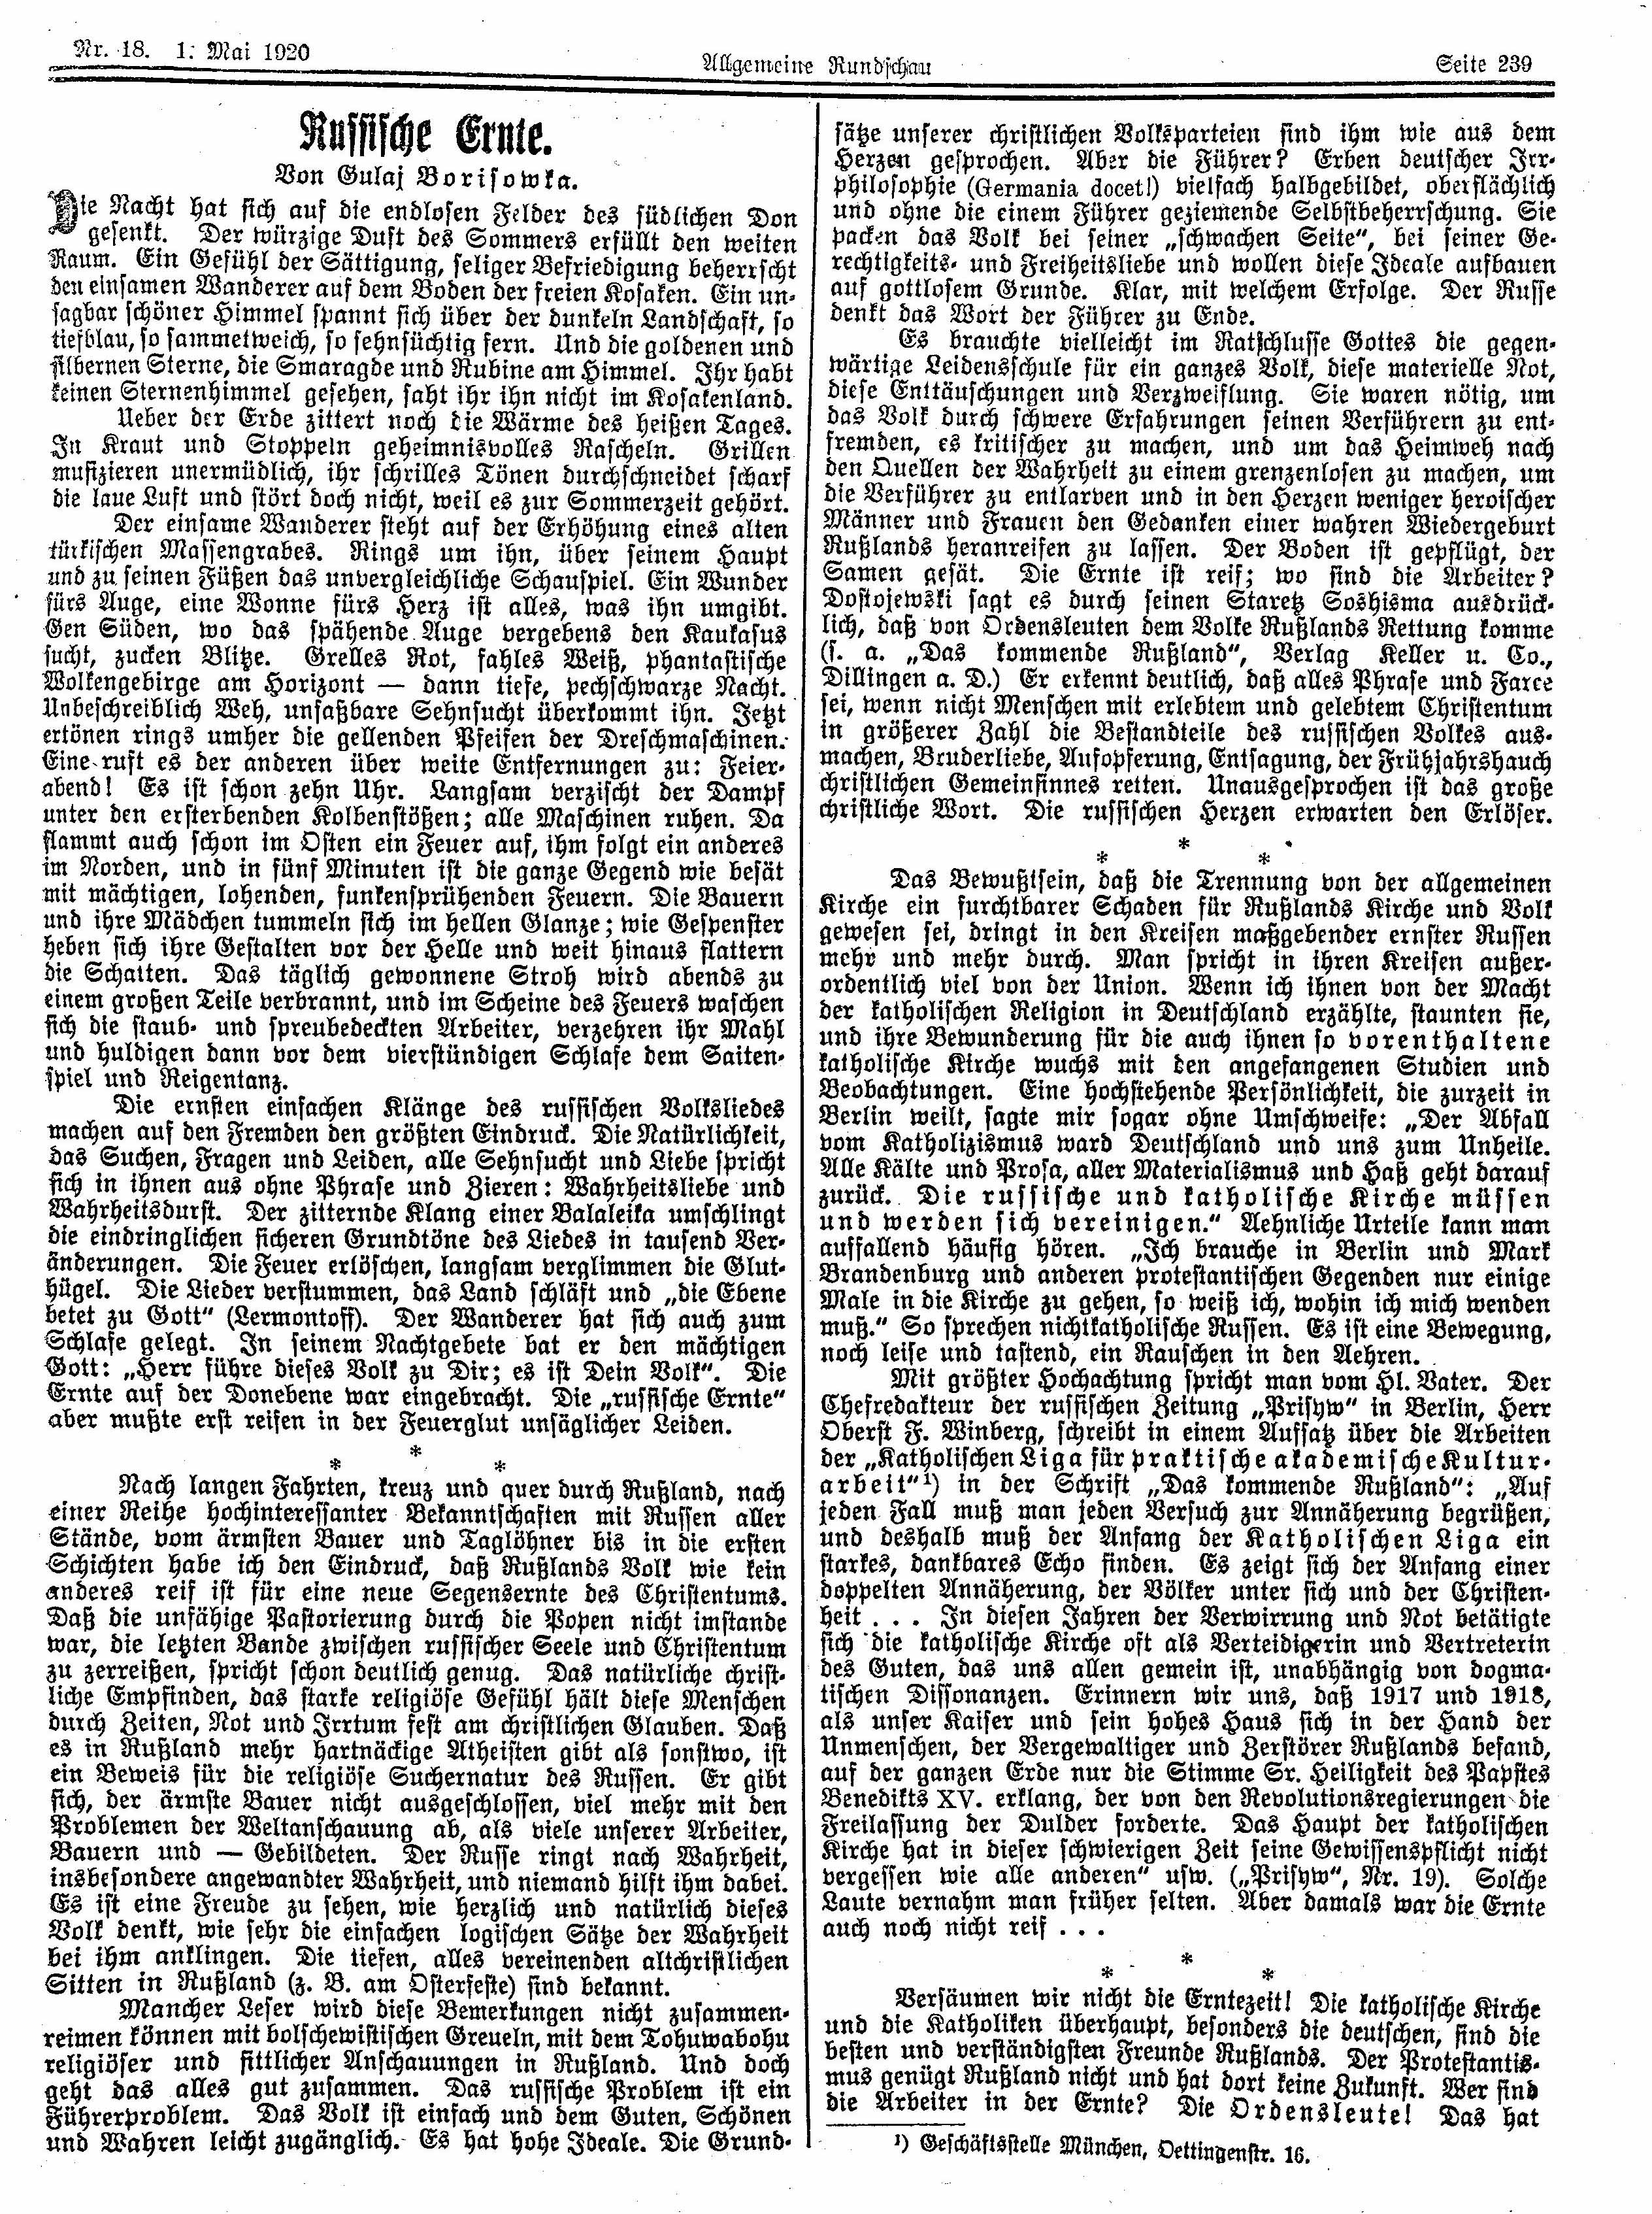 Nr. 18. 1. Mai 1920
Allgemeine Rundschau
Seite 239
Russische Ernte.
Von Gulaj Borisowka.
Die Nacht hat sich auf die endlosen Felder des südlichen Don
gesenkt. Der würzige Duft des Sommers erfüllt den weiten
Raum. Ein Gefühl der Sättigung, seliger Befriedigung beherrscht
den einsamen Wanderer auf dem Boden der freien Kosaken. Ein un-
sagbar schöner Himmel spannt sich über der dunkeln Landschaft, so
tiefblau, so sammetweich, so sehnsüchtig fern. Und die goldenen und
silbernen Sterne, die Smaragde und Rubine am Himmel. Ihr habt
keinen Sternenhimmel gesehen, saht ihr ihn nicht im Kosakenland.
Ueber der Erde zittert noch die Wärme des heißen Tages.
In Kraut und Stoppeln geheimnisvolles Rascheln. Grillen
musizieren unermüdlich, ihr schrilles Tönen durchschneidet scharf
die laue Luft und stört doch nicht, weil es zur Sommerzeit gehört.
Der einsame Wanderer steht auf der Erhöhung eines alten
türkischen Massengrabes. Rings um ihn, über seinem Haupt
und zu seinen Füßen das unvergleichliche Schauspiel. Ein Wunder
fürs Auge, eine Wonne fürs Herz ist alles, was ihn umgibt.
Gen Süden, wo das spähende Auge vergebens den Kaukasus
sucht, zucken Blitze. Grelles Rot, fahles Weiß, phantastische
Wolkengebirge am Horizont — dann tiefe, pechschwarze Nacht.
Unbeschreiblich Weh, unfaßbare Sehnsucht überkommt ihn. Jetzt
ertönen rings umher die gellenden Pfeifen der Dreschmaschinen.
Eine ruft es der anderen über weite Entfernungen zu: Feier-
abend! Es ist schon zehn Uhr. Langsam verzischt der Dampf
unter den ersterbenden Kolbenstößen; alle Maschinen ruhen. Da
flammt auch schon im Osten ein Feuer auf, ihm folgt ein anderes
im Norden, und in fünf Minuten ist die ganze Gegend wie besät
mit mächtigen, lohenden, funkensprühenden Feuern. Die Bauern
und ihre Mädchen tummeln sich im hellen Glanze; wie Gespenster
heben sich ihre Gestalten vor der Helle und weit hinaus flattern
die Schatten. Das täglich gewonnene Stroh wird abends zu
einem großen Teile verbrannt, und im Scheine des Feuers waschen
sich die staub- und spreubedeckten Arbeiter, verzehren ihr Mahl
und huldigen dann vor dem vierstündigen Schlafe dem Saiten-
spiel und Reigentanz.
Die ernsten einfachen Klänge des russischen Volksliedes
machen auf den Fremden den größten Eindruck. Die Natürlichkeit,
das Suchen, Fragen und Leiden, alle Sehnsucht und Liebe spricht
sich in ihnen aus ohne Phrase und Zieren: Wahrheitsliebe und
Wahrheitsdurst. Der zitternde Klang einer Balaleika umschlingt
die eindringlichen sicheren Grundtöne des Liedes in tausend Ver-
änderungen. Die Feuer erlöschen, langsam verglimmen die Glut-
hügel. Die Lieder verstummen, das Land schläft und „die Ebene
betet zu Gott“ (Lermontoff). Der Wanderer hat sich auch zum
Schlafe gelegt. In seinem Nachtgebete bat er den mächtigen
Gott: „Herr führe dieses Volk zu Dir; es ist Dein Volk“. Die
Ernte auf der Donebene war eingebracht. Die „russische Ernte“
aber mußte erst reifen in der Feuerglut unsäglicher Leiden.
* * *
Nach langen Fahrten, kreuz und quer durch Rußland, nach
einer Reihe hochinteressanter Bekanntschaften mit Russen aller
Stände, vom ärmsten Bauer und Taglöhner bis in die ersten
Schichten habe ich den Eindruck, daß Rußlands Volk wie kein
anderes reif ist für eine neue Segensernte des Christentums.
Daß die unfähige Pastorierung durch die Popen nicht imstande
war, die letzten Bande zwischen russischer Seele und Christentum
zu zerreißen, spricht schon deutlich genug. Das natürliche christ-
liche Empfinden, das starke religiöse Gefühl hält diese Menschen
durch Zeiten, Not und Irrtum fest am christlichen Glauben. Daß
es in Rußland mehr hartnäckige Atheisten gibt als sonstwo, ist
ein Beweis für die religiöse Suchernatur des Russen. Er gibt
sich, der ärmste Bauer nicht ausgeschlossen, viel mehr mit den
Problemen der Weltanschauung ab, als viele unserer Arbeiter,
Bauern und — Gebildeten. Der Russe ringt nach Wahrheit,
insbesondere angewandter Wahrheit, und niemand hilft ihm dabei.
Es ist eine Freude zu sehen, wie herzlich und natürlich dieses
Volk denkt, wie sehr die einfachen logischen Sätze der Wahrheit
bei ihm anklingen. Die tiefen, alles vereinenden altchristlichen
Sitten in Rußland (z. B. am Osterfeste) sind bekannt.
Mancher Leser wird diese Bemerkungen nicht zusammen-
reimen können mit bolschewistischen Greueln, mit dem Tohuwabohu
religiöser und sittlicher Anschauungen in Rußland. Und doch
geht das alles gut zusammen. Das russische Problem ist ein
Führerproblem. Das Volk ist einfach und dem Guten, Schönen
und Wahren leicht zugänglich. Es hat hohe Ideale. Die Grund-
sätze unserer christlichen Volksparteien sind ihm wie aus dem
Herzen gesprochen. Aber die Führer? Erben deutscher Irr-
philosophie (Germania docet!) vielfach halbgebildet, oberflächlich
und ohne die einem Führer geziemende Selbstbeherrschung. Sie
packen das Volk bei seiner „schwachen Seite“, bei seiner Ge-
rechtigkeits- und Freiheitsliebe und wollen diese Ideale aufbauen
auf gottlosem Grunde. Klar, mit welchem Erfolge. Der Russe
denkt das Wort der Führer zu Ende.
Es brauchte vielleicht im Ratschlusse Gottes die gegen-
wärtige Leidensschule für ein ganzes Volk, diese materielle Not,
diese Enttäuschungen und Verzweiflung. Sie waren nötig, um
das Volk durch schwere Erfahrungen seinen Verführern zu ent-
fremden, es kritischer zu machen, und um das Heimweh nach
den Quellen der Wahrheit zu einem grenzenlosen zu machen, um
die Verführer zu entlarven und in den Herzen weniger heroischer
Männer und Frauen den Gedanken einer wahren Wiedergeburt
Rußlands heranreifen zu lassen. Der Boden ist gepflügt, der
Samen gesät. Die Ernte ist reif; wo sind die Arbeiter?
Dostojewski sagt es durch seinen Staretz Soshisma ausdrück-
lich, daß von Ordensleuten dem Volke Rußlands Rettung komme
(s. a. „Das kommende Rußland“, Verlag Keller u. Co.,
Dillingen a. D.) Er erkennt deutlich, daß alles Phrase und Farce
sei, wenn nicht Menschen mit erlebtem und gelebtem Christentum
in größerer Zahl die Bestandteile des russischen Volkes aus-
machen, Bruderliebe, Aufopferung, Entsagung, der Frühjahrshauch
christlichen Gemeinsinnes retten. Unausgesprochen ist das große
christliche Wort. Die russischen Herzen erwarten den Erlöser.
* * *
Das Bewußtsein, daß die Trennung von der allgemeinen
Kirche ein furchtbarer Schaden für Rußlands Kirche und Volk
gewesen sei, dringt in den Kreisen maßgebender ernster Russen
mehr und mehr durch. Man spricht in ihren Kreisen außer-
ordentlich viel von der Union. Wenn ich ihnen von der Macht
der katholischen Religion in Deutschland erzählte, staunten sie,
und ihre Bewunderung für die auch ihnen so vorenthaltene
katholische Kirche wuchs mit den angefangenen Studien und
Beobachtungen. Eine hochstehende Persönlichkeit, die zurzeit in
Berlin weilt, sagte mir sogar ohne Umschweife: „Der Abfall
vom Katholizismus ward Deutschland und uns zum Unheile.
Alle Kälte und Prosa, aller Materialismus und Haß geht darauf
zurück. Die russische und katholische Kirche müssen
und werden sich vereinigen.“ Aehnliche Urteile kann man
auffallend häufig hören. „Ich brauche in Berlin und Mark
Brandenburg und anderen protestantischen Gegenden nur einige
Male in die Kirche zu gehen, so weiß ich, wohin ich mich wenden
muß.“ So sprechen nichtkatholische Russen. Es ist eine Bewegung,
noch leise und tastend, ein Rauschen in den Aehren.
Mit größter Hochachtung spricht man vom Hl. Vater. Der
Chefredakteur der russischen Zeitung „Prisyw“ in Berlin, Herr
Oberst F. Winberg, schreibt in einem Aufsatz über die Arbeiten
der „Katholischen Liga für praktische akademische Kultur-
arbeit“¹) in der Schrift „Das kommende Rußland“: „Auf
jeden Fall muß man jeden Versuch zur Annäherung begrüßen,
und deshalb muß der Anfang der Katholischen Liga ein
starkes, dankbares Echo finden. Es zeigt sich der Anfang einer
doppelten Annäherung, der Völker unter sich und der Christen-
heit . . . In diesen Jahren der Verwirrung und Not betätigte
sich die katholische Kirche oft als Verteidigerin und Vertreterin
des Guten, das uns allen gemein ist, unabhängig von dogma-
tischen Dissonanzen. Erinnern wir uns, daß 1917 und 1918,
als unser Kaiser und sein hohes Haus sich in der Hand der
Unmenschen, der Vergewaltiger und Zerstörer Rußlands befand,
auf der ganzen Erde nur die Stimme Sr. Heiligkeit des Papstes
Benedikts XV. erklang, der von den Revolutionsregierungen die
Freilassung der Dulder forderte. Das Haupt der katholischen
Kirche hat in dieser schwierigen Zeit seine Gewissenspflicht nicht
vergessen wie alle anderen“ usw. („Prisyw“, Nr. 19). Solche
Laute vernahm man früher selten. Aber damals war die Ernte
auch noch nicht reif . . .
* * *
Versäumen wir nicht die Erntezeit! Die katholische Kirche
und die Katholiken überhaupt, besonders die deutschen, sind die
besten und verständigsten Freunde Rußlands. Der Protestantis-
mus genügt Rußland nicht und hat dort keine Zukunft. Wer sind
die Arbeiter in der Ernte? Die Ordensleute! Das hat
¹) Geschäftsstelle München, Oettingenstr. 16.